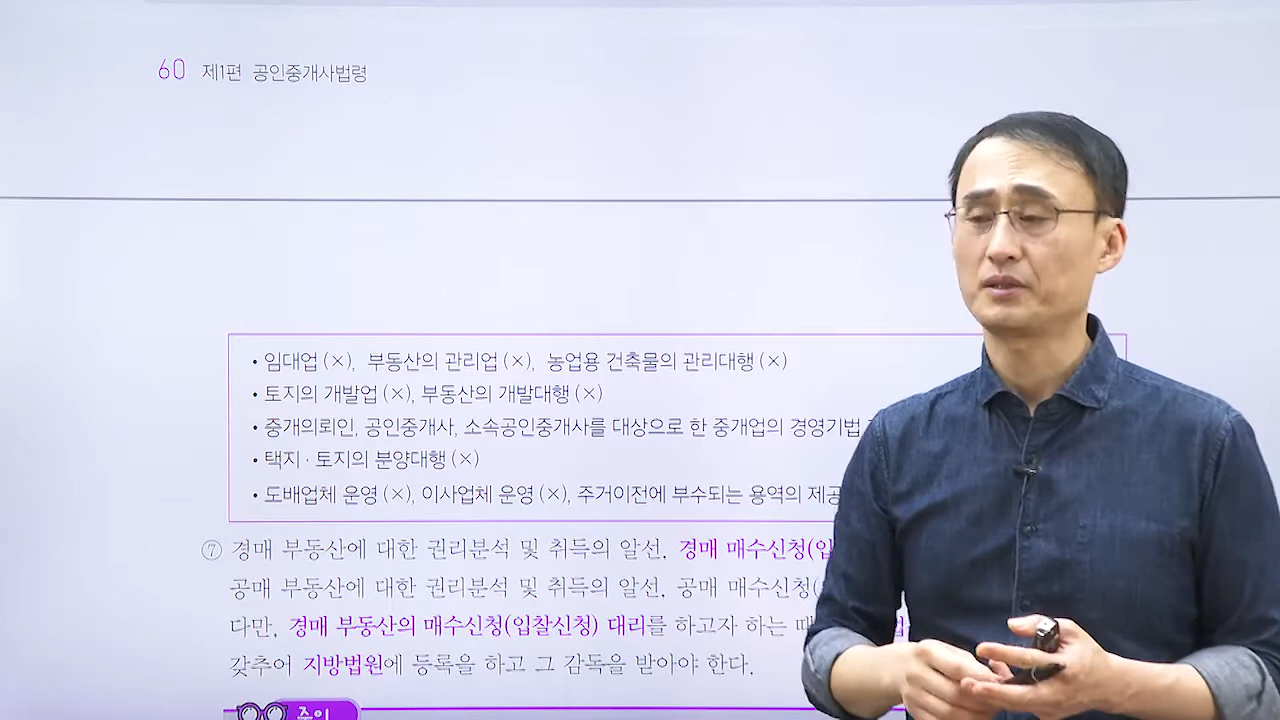 60 제1편 공인중개사법령
• 임대업 (×), 부동산의 관리업 (×), 농업용 건축물의 관리대행 (×)
• 토지의 개발업 (×), 부동산의 개발대행 (×)
• 중개의뢰인, 공인중개사, 소속공인중개사를 대상으로 한 중개업의 경영기법
• 택지 · 토지의 분양대행 (×)
• 도배업체 운영 (×), 이사업체 운영 (×), 주거이전에 부수되는 용역의 제공
⑦ 경매 부동산에 대한 권리분석 및 취득의 알선, 경매 매수신청(입
공매 부동산에 대한 권리분석 및 취득의 알선, 공매 매수신청(
다만, 경매 부동산의 매수신청(입찰신청) 대리를 하고자 하는 때
갖추어 지방법원에 등록을 하고 그 감독을 받아야 한다.